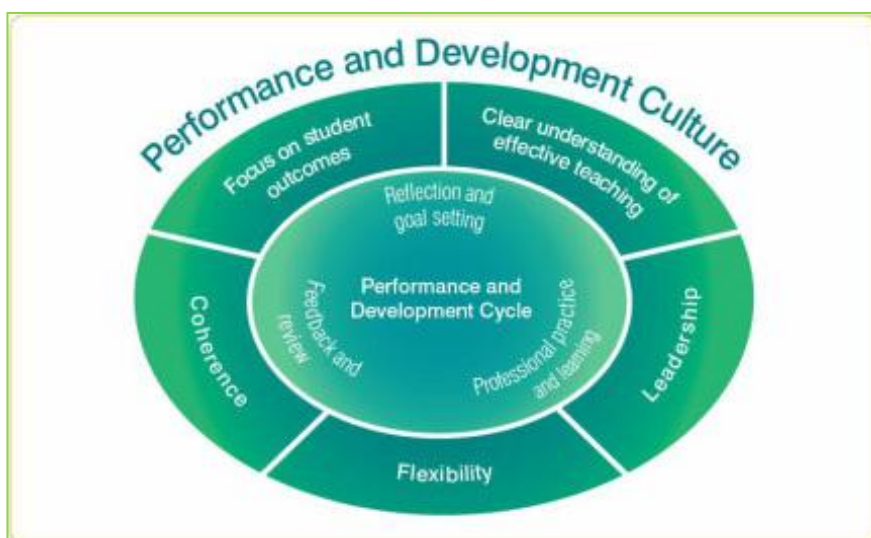 Performance and Development Culture
Focus on student
outcomes
Clear understanding of
effective teaching
Reflection and
goal setting
Performance and
Development Cycle
Feedback and
review
Professional practice
and learning
Coherence
Leadership
Flexibility